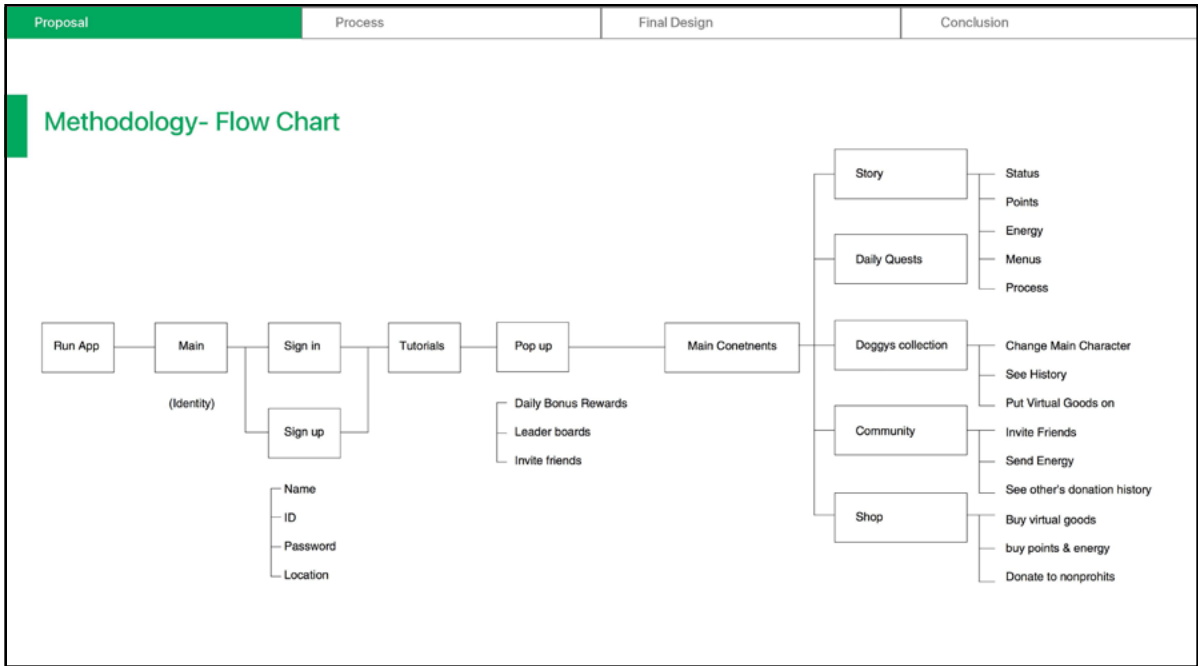 Proposal
Process
Final Design
Conclusion
Methodology- Flow Chart
Run App
Main
(Identity)
Sign in
Sign up
Name
ID
Password
Location
Tutorials
Pop up
Daily Bonus Rewards
Leader boards
Invite friends
Main Conetnents
Story
Status
Points
Energy
Menus
Process
Daily Quests
Doggys collection
Change Main Character
See History
Put Virtual Goods on
Community
Invite Friends
Send Energy
See other's donation history
Shop
Buy virtual goods
buy points & energy
Donate to nonprohits